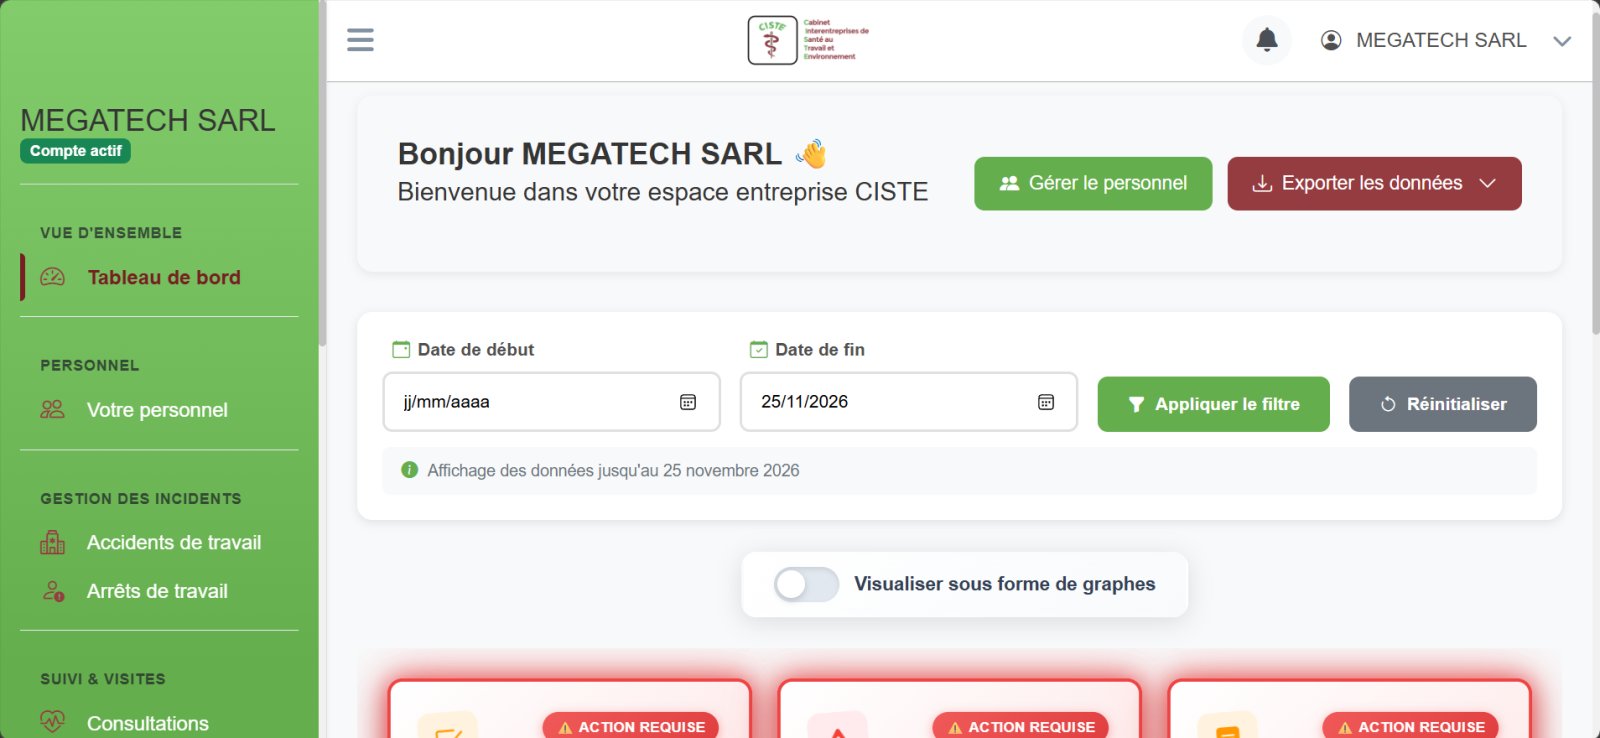 CISTE
Cabinet
Interentreprises de
Santé au
Travail et
Environnement
MEGATECH SARL
MEGATECH SARL
Compte actif
VUE D'ENSEMBLE
Tableau de bord
PERSONNEL
Votre personnel
GESTION DES INCIDENTS
Accidents de travail
Arrêts de travail
SUIVI & VISITES
Consultations
Bonjour MEGATECH SARL 👋
Bienvenue dans votre espace entreprise CISTE
Gérer le personnel
Exporter les données
Date de début
Date de fin
jj/mm/aaaa
25/11/2026
Appliquer le filtre
Réinitialiser
Affichage des données jusqu'au 25 novembre 2026
Visualiser sous forme de graphes
ACTION REQUISE
ACTION REQUISE
ACTION REQUISE